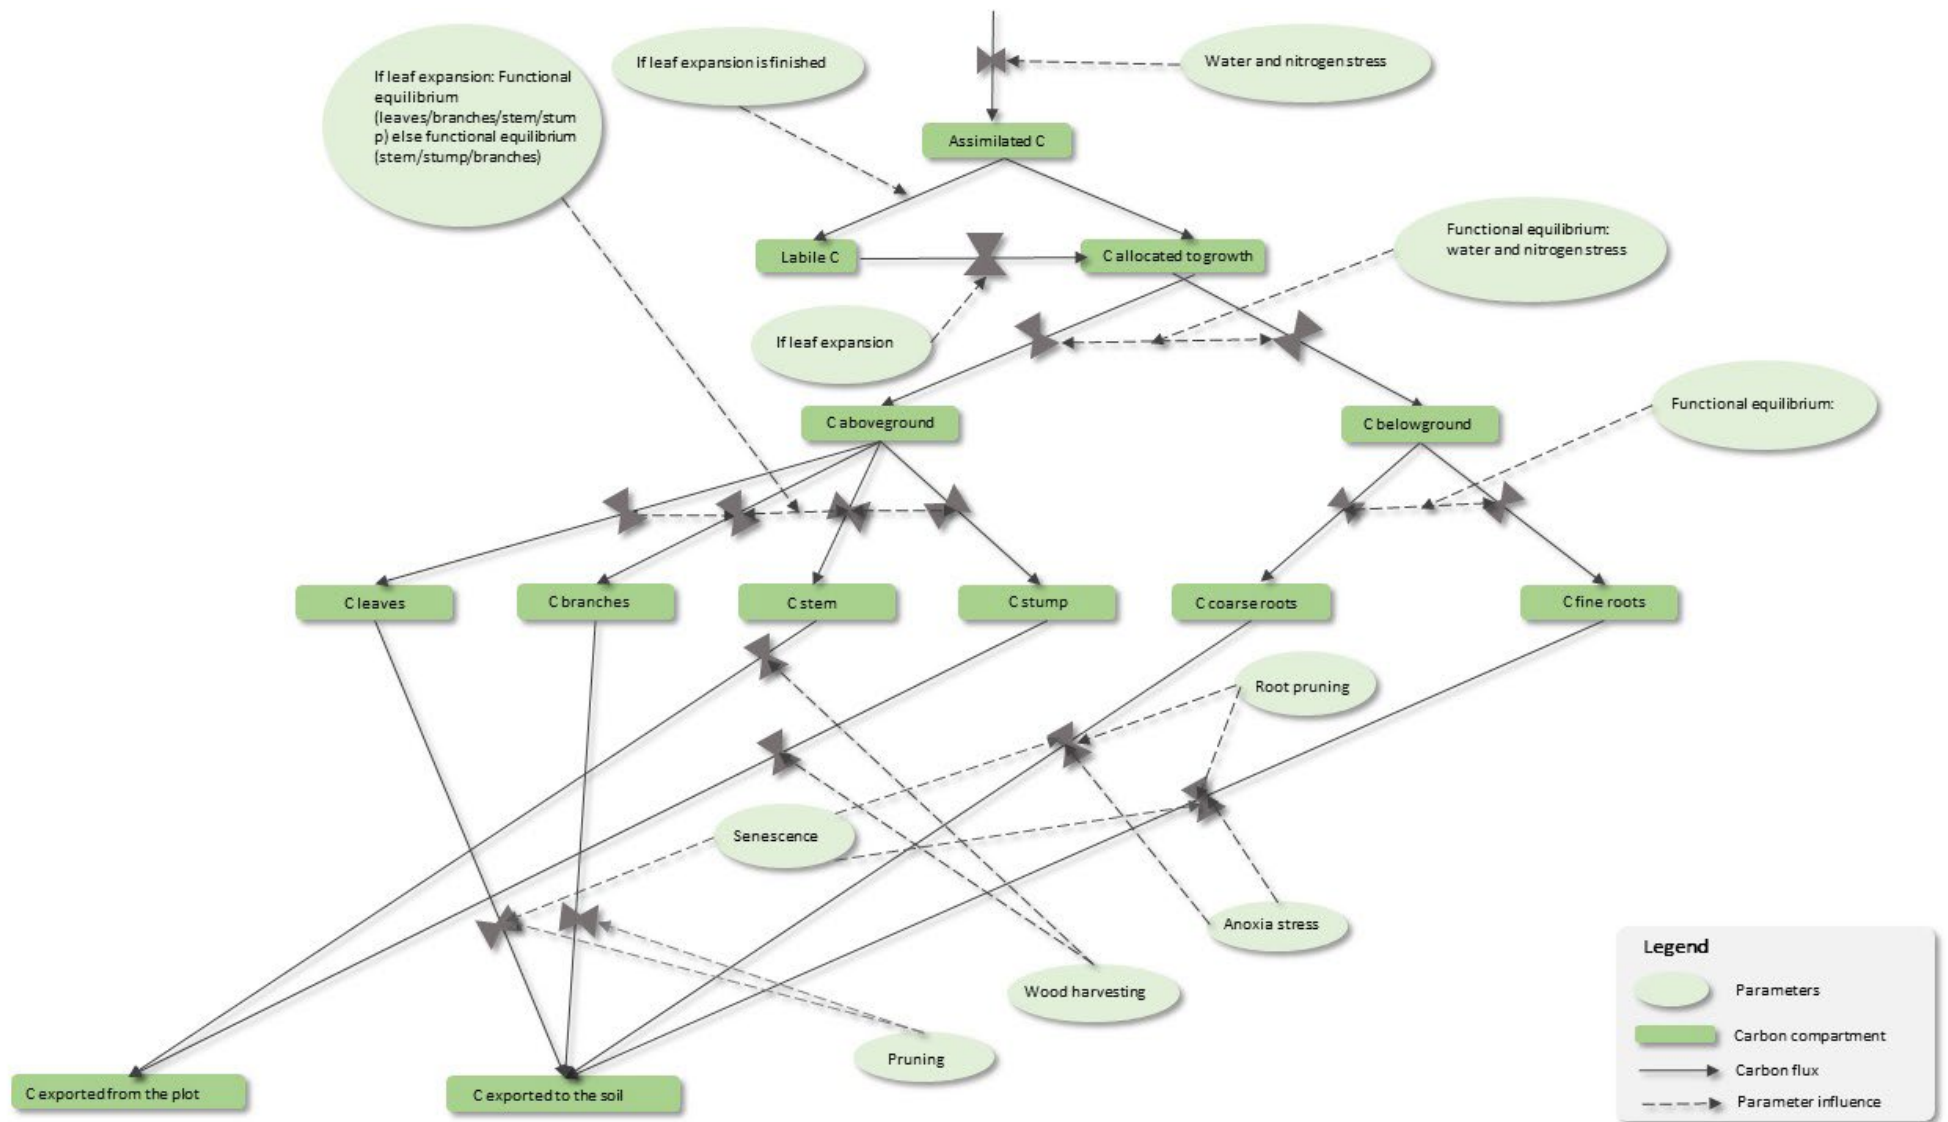 If leaf expansion: Functional
equilibrium
(leaves/branches/stem/stum
p) else functional equilibrium
(stem/stump/branches)
If leaf expansion is finished
Water and nitrogen stress
Assimilated C
Labile C
C allocated to growth
Functional equilibrium:
water and nitrogen stress
If leaf expansion
C aboveground
C belowground
Functional equilibrium:
C leaves
C branches
C stem
C stump
C coarse roots
C fine roots
Root pruning
Senescence
Anoxia stress
Wood harvesting
Pruning
C exported from the plot
C exported to the soil
Legend
Parameters
Carbon compartment
Carbon flux
Parameter influence